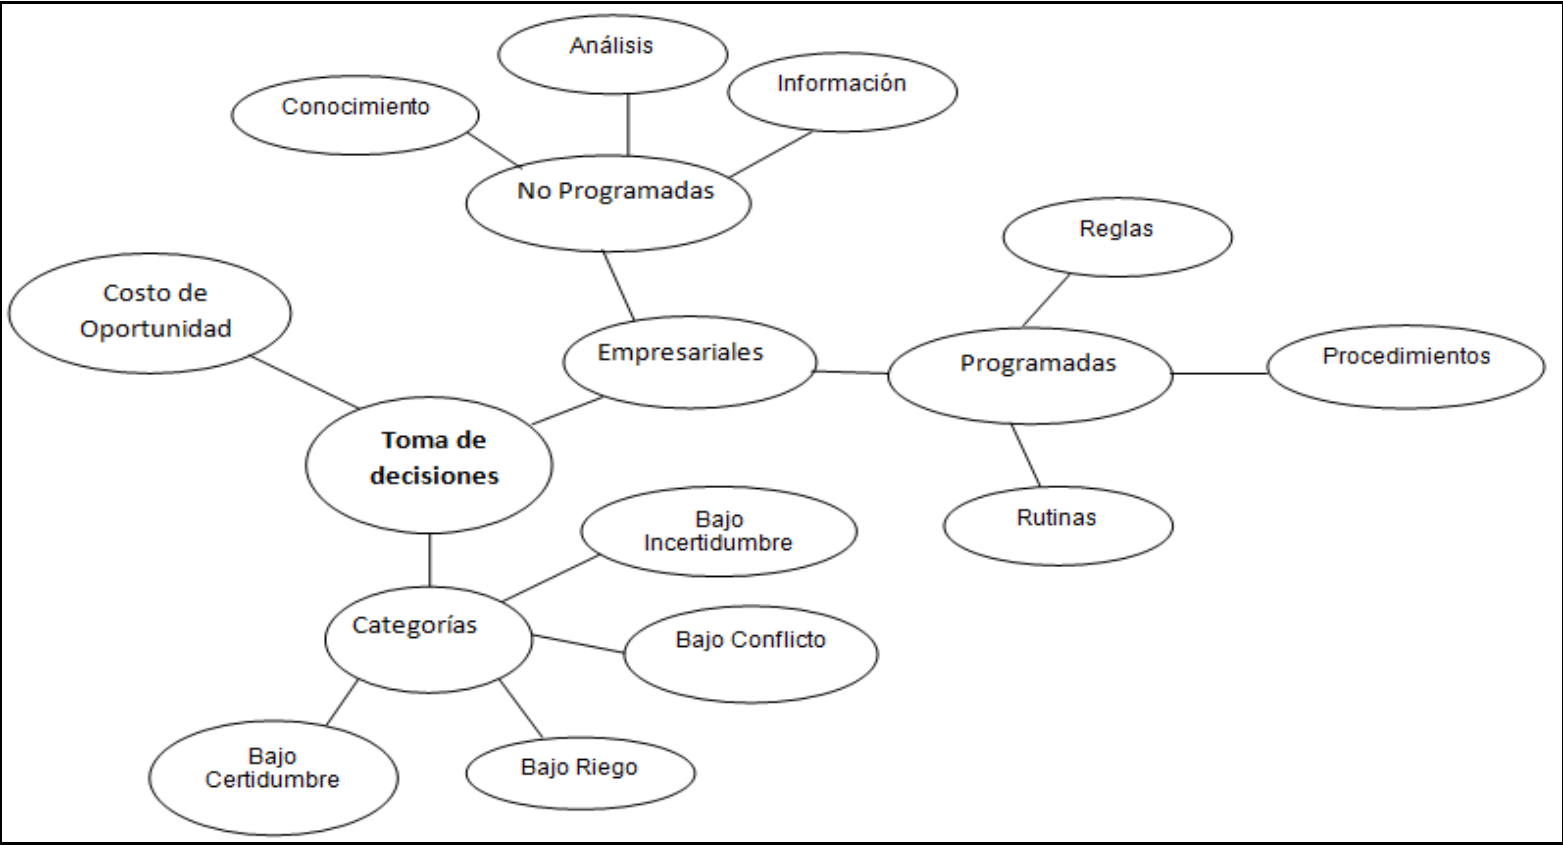 Análisis
Información
Conocimiento
No Programadas
Reglas
Costo de
Oportunidad
Empresariales
Programadas
Procedimientos
Toma de
decisiones
Rutinas
Bajo
Incertidumbre
Categorías
Bajo Conflicto
Bajo
Certidumbre
Bajo Riego